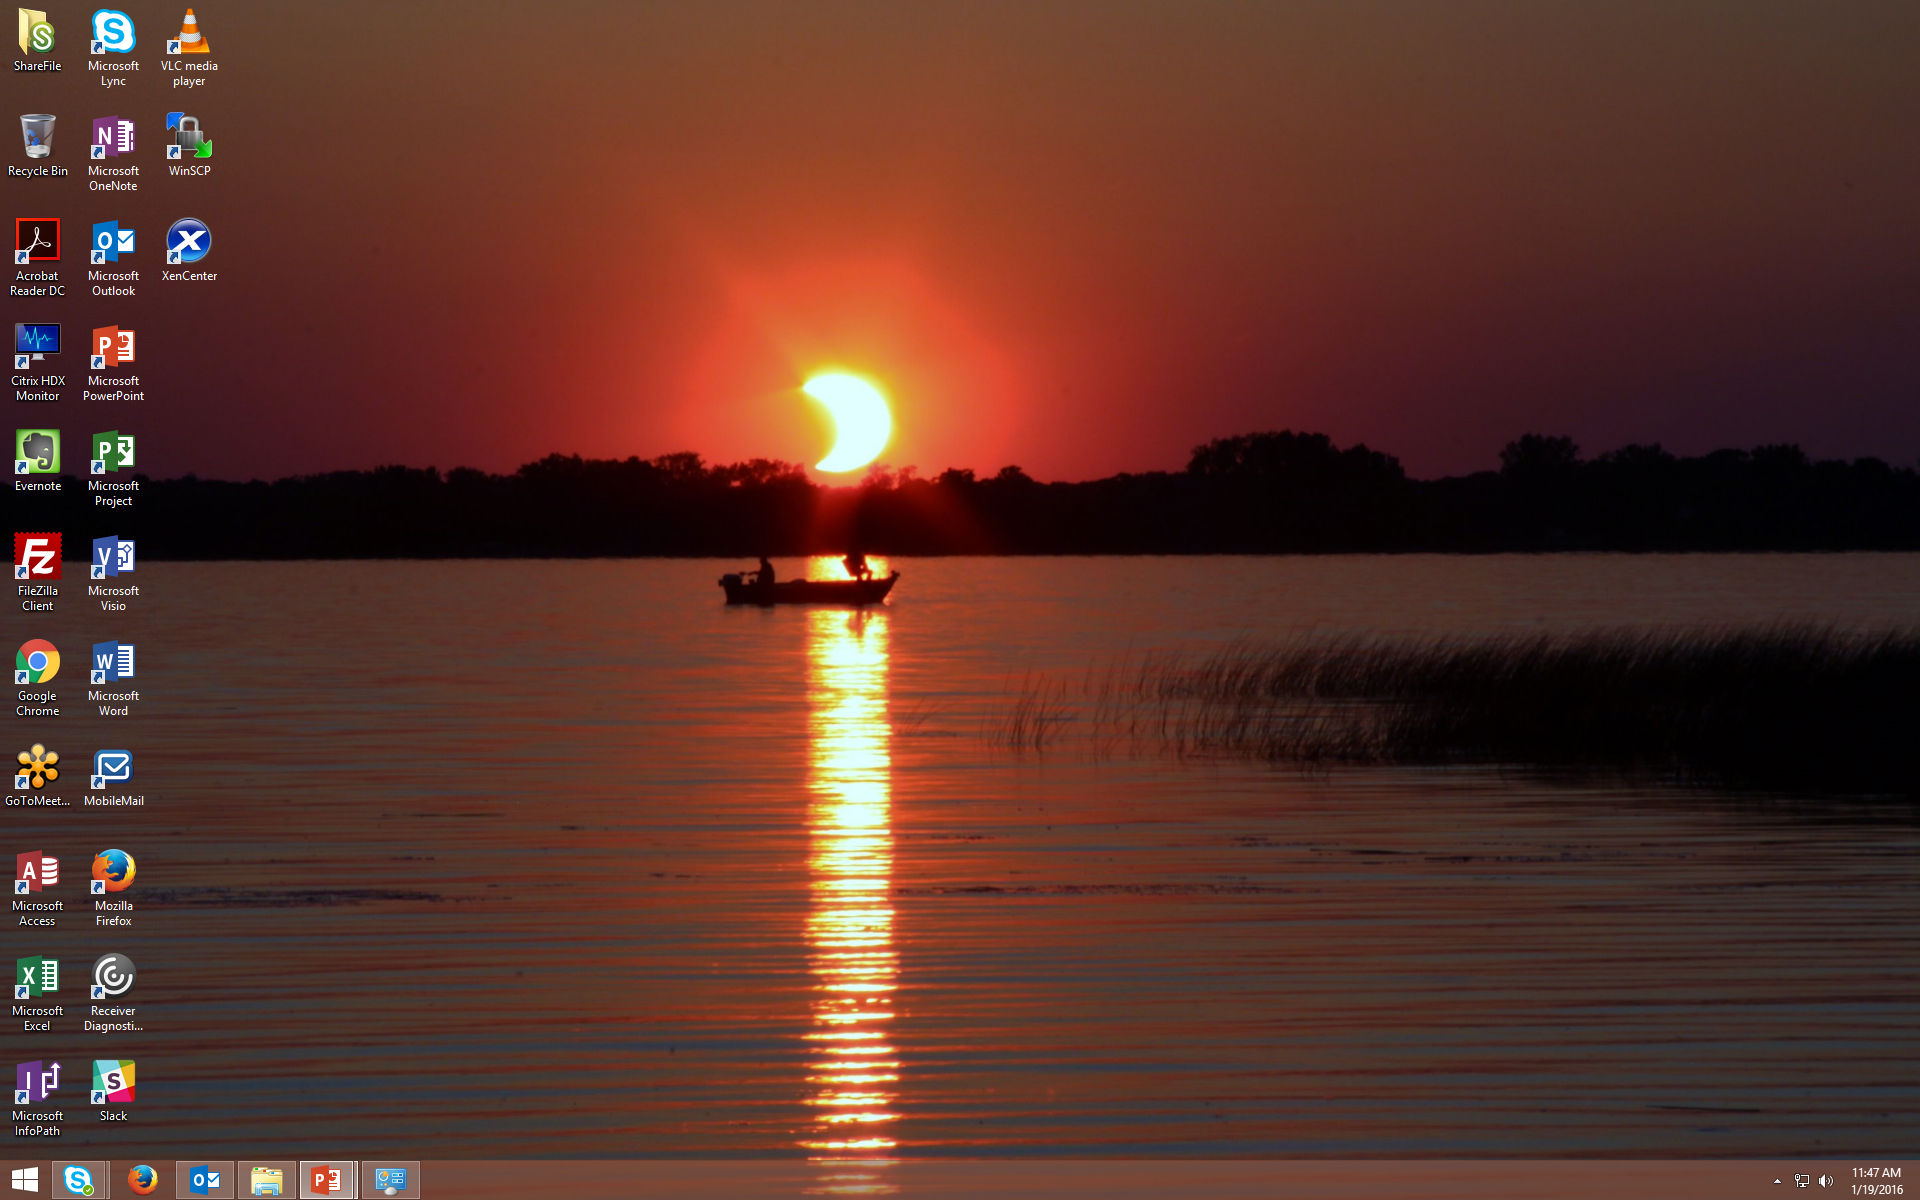 ShareFile
Microsoft
Lync
VLC media
player
Recycle Bin
Microsoft
OneNote
WinSCP
Acrobat
Reader DC
Microsoft
Outlook
XenCenter
Citrix HDX
Monitor
Microsoft
PowerPoint
Evernote
Microsoft
Project
FileZilla
Client
Microsoft
Visio
Google
Chrome
Microsoft
Word
GoToMeet...
MobileMail
Microsoft
Access
Mozilla
Firefox
Microsoft
Excel
Receiver
Diagnosti...
Microsoft
InfoPath
Slack
11:47 AM
1/19/2016